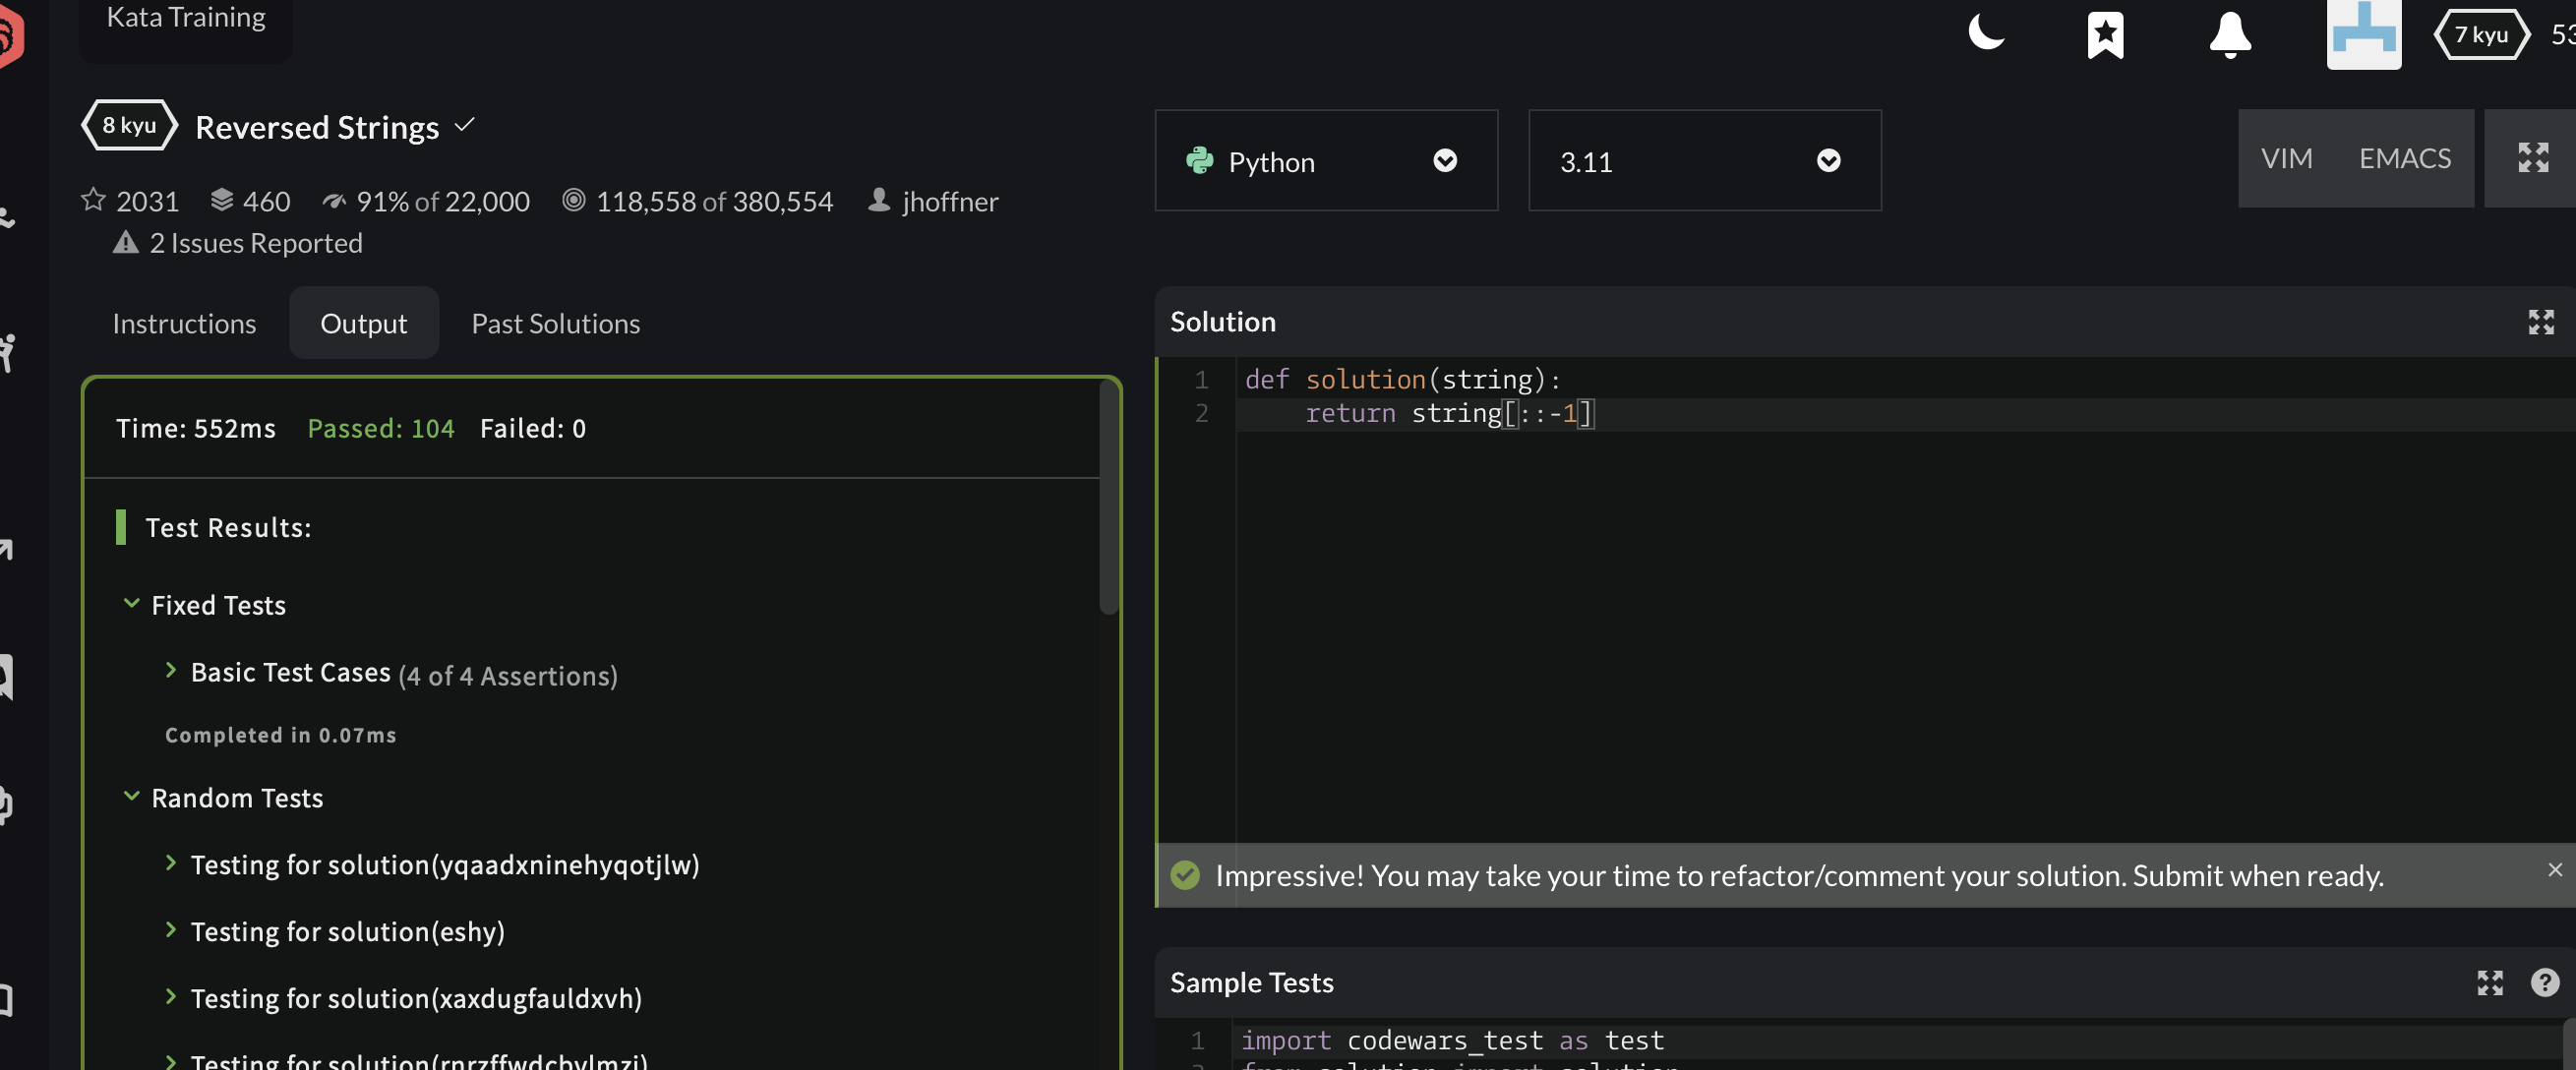 Kata Training
7 kyu
53
8 kyu
Reversed Strings
2031 460 91% of 22,000 118,558 of 380,554 jhoffner
2 Issues Reported
Python
3.11
VIM EMACS
Instructions Output Past Solutions
Time: 552ms Passed: 104 Failed: 0
Test Results:
Fixed Tests
Basic Test Cases (4 of 4 Assertions)
Completed in 0.07ms
Random Tests
Testing for solution(yqaadxninehyqotjlw)
Testing for solution(eshy)
Testing for solution(xaxdugfauldxvh)
Testing for
Solution
1 def solution(string):
2 return string[::-1]
Impressive! You may take your time to refactor/comment your solution. Submit when ready.
Sample Tests
1 import codewars_test as test
from solution import solution